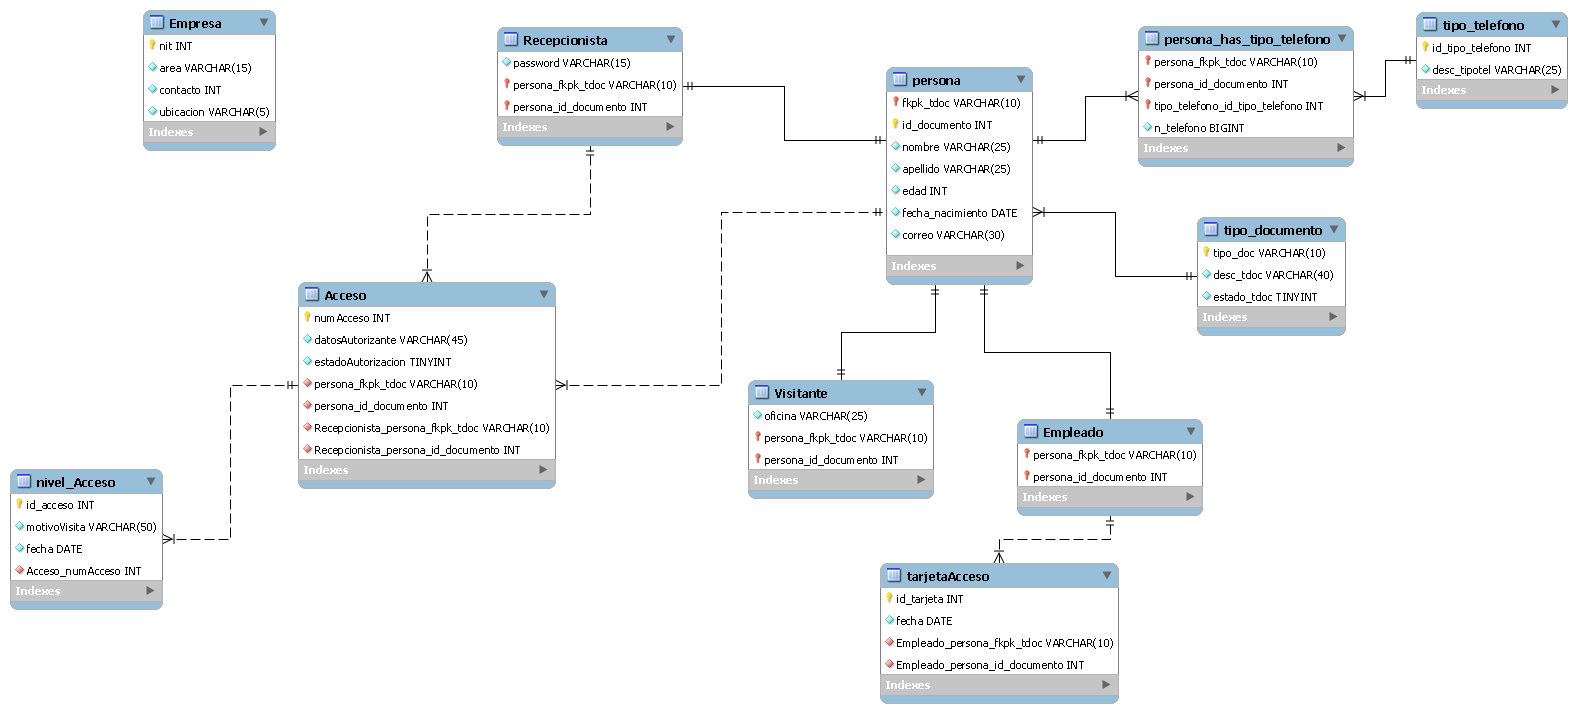 Empresa
nit INT
area VARCHAR(15)
contacto INT
ubicacion VARCHAR(5)
Indexes
Recepcionista
password VARCHAR(15)
persona_fkpk_tdoc VARCHAR(10)
persona_id_documento INT
Indexes
persona
fkpk_tdoc VARCHAR(10)
id_documento INT
nombre VARCHAR(25)
apellido VARCHAR(25)
edad INT
fecha_nacimiento DATE
correo VARCHAR(30)
Indexes
persona_has_tipo_telefono
persona_fkpk_tdoc VARCHAR(10)
persona_id_documento INT
tipo_telefono_id_tipo_telefono INT
n_telefono BIGINT
Indexes
tipo_telefono
id_tipo_telefono INT
desc_tipotel VARCHAR(25)
Indexes
tipo_documento
tipo_doc VARCHAR(10)
desc_tdoc VARCHAR(40)
estado_tdoc TINYINT
Indexes
Acceso
numAcceso INT
datosAutorizante VARCHAR(45)
estadoAutorizacion TINYINT
persona_fkpk_tdoc VARCHAR(10)
persona_id_documento INT
Recepcionista_persona_fkpk_tdoc VARCHAR(10)
Recepcionista_persona_id_documento INT
Indexes
Visitante
oficina VARCHAR(25)
persona_fkpk_tdoc VARCHAR(10)
persona_id_documento INT
Indexes
Empleado
persona_fkpk_tdoc VARCHAR(10)
persona_id_documento INT
Indexes
nivel_Acceso
id_acceso INT
motivoVisita VARCHAR(50)
fecha DATE
Acceso_numAcceso INT
Indexes
tarjetaAcceso
id_tarjeta INT
fecha DATE
Empleado_persona_fkpk_tdoc VARCHAR(10)
Empleado_persona_id_documento INT
Indexes